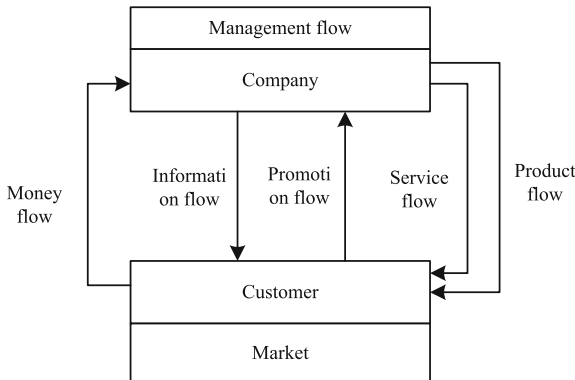 Management flow
Company
Informati
on flow
Promoti
on flow
Service
flow
Product
flow
Money
flow
Customer
Market